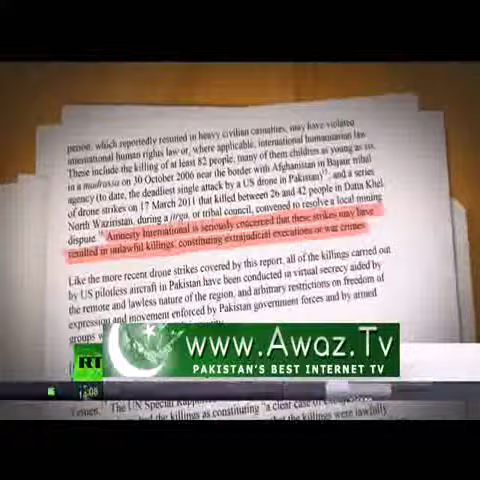 person, which reportedly resulted in heavy civilian casualties, may have violated
international human rights law or, where applicable, international humanitarian law.
These include the killing of at least 82 people, many of them children as young as six,
in a madrassa on 30 October 2006 near the border with Afghanistan in Bajaur tribal
agency (to date, the deadliest single attack by a US drone in Pakistan) and a series
of drone strikes on 17 March 2011 that killed between 26 and 42 people in Datta Khel
North Waziristan, during a jirga, or tribal council, convened to resolve a local mining
dispute. Amnesty International is seriously concerned that these strikes may have
resulted in unlawful killings, constituting extrajudicial executions or war crimes.
Like the more recent drone strikes covered by this report, all of the killings carried out
by US pilotless aircraft in Pakistan have been conducted in virtual secrecy aided by
the remote and lawless nature of the region, and arbitrary restrictions on freedom of
expression and movement enforced by Pakistan government forces and by armed
groups
www.Awaz.Tv
PAKISTAN'S BEST INTERNET TV
RT
The UN Special
the killings as constituting "a clear case of
the killings were lawfully